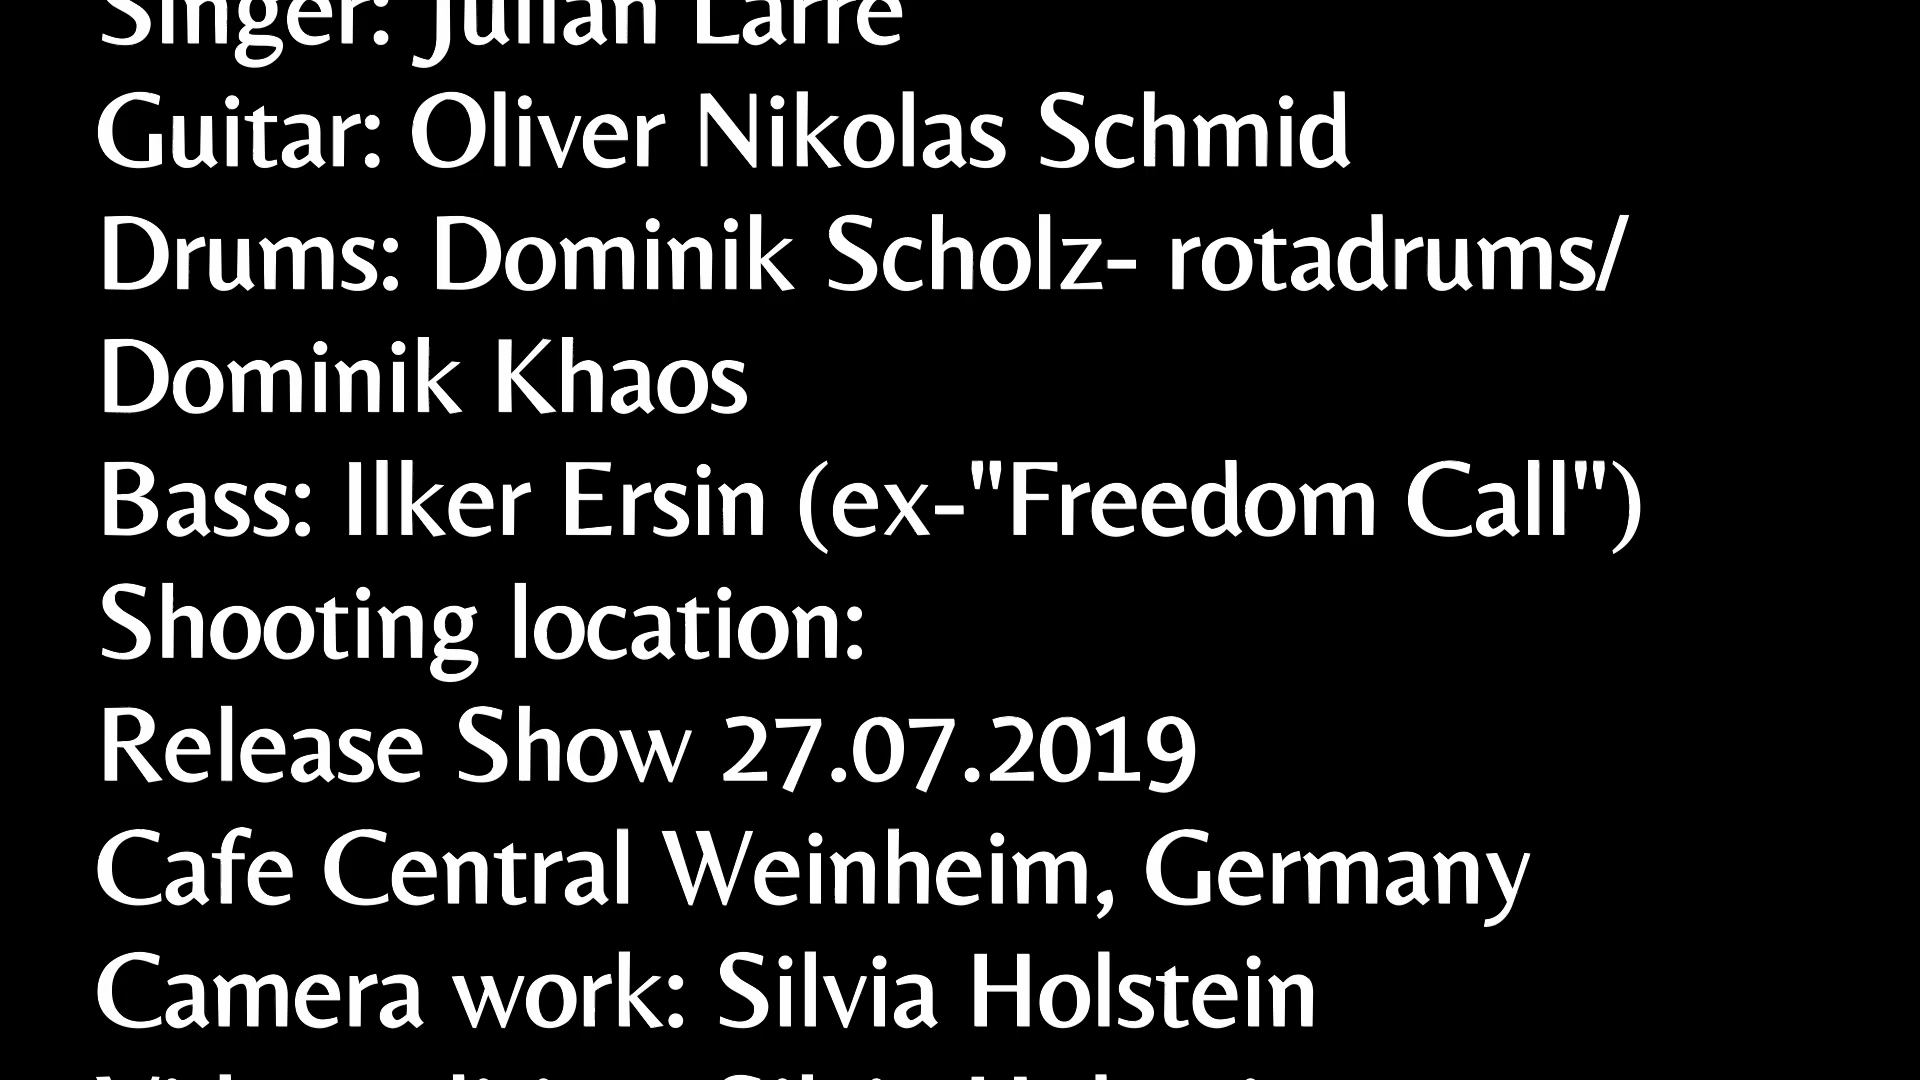 Singer: Julian Larre
Guitar: Oliver Nikolas Schmid
Drums: Dominik Scholz- rotadrums/
Dominik Khaos
Bass: Ilker Ersin (ex-"Freedom Call")
Shooting location:
Release Show 27.07.2019
Cafe Central Weinheim, Germany
Camera work: Silvia Holstein